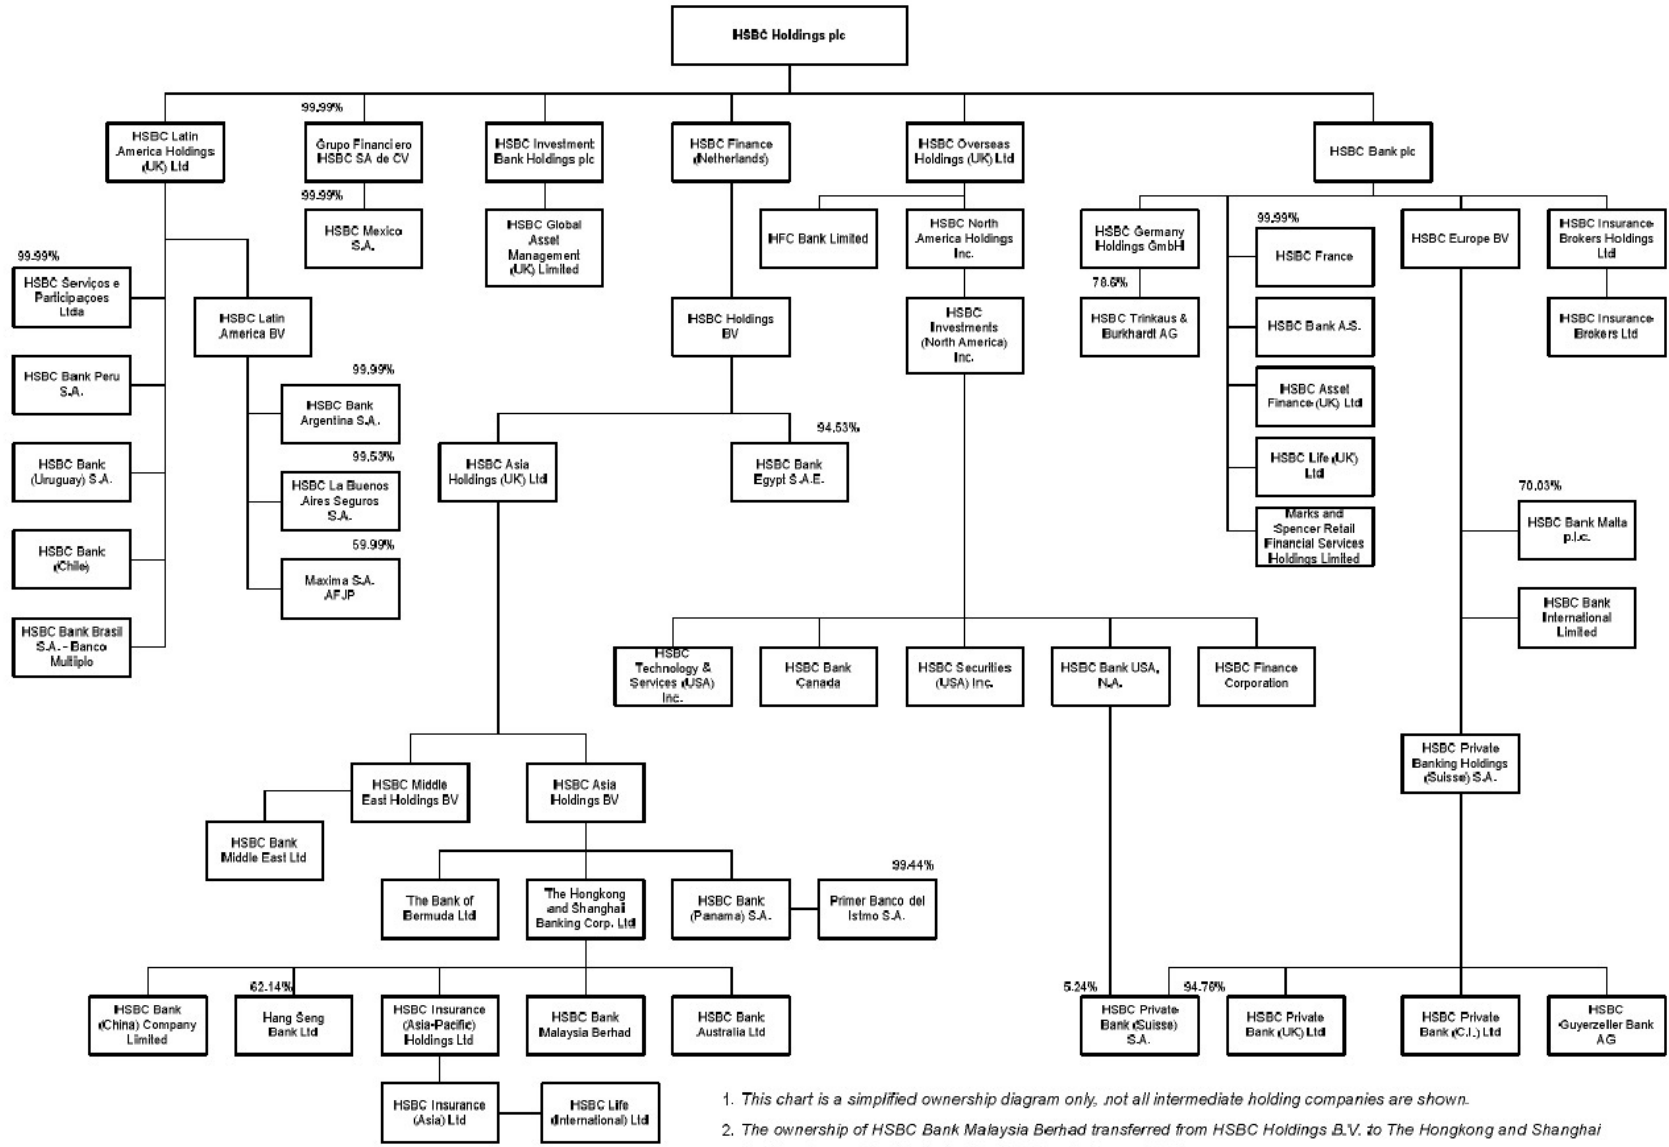 HSBC Holdings plc
99.99%
HSBC Latin
America Holdings
(UK) Ltd
Grupo Financiero
HSBC SA de CV
HSBC Investment
Bank Holdings plc
HSBC Finance
(Netherlands)
HSBC Overseas
Holdings (UK) Ltd
HSBC Bank plc
99.99%
HSBC Mexico
S.A.
HSBC Global
Asset
Management
(UK) Limited
HFC Bank Limited
HSBC North
America Holdings
Inc.
HSBC Germany
Holdings GmbH
99.99%
HSBC France
HSBC Europe BV
HSBC Insurance
Brokers Holdings
Ltd
99.99%
HSBC Serviços e
Participaçoes
Ltda
HSBC Latin
America BV
HSBC Holdings
BV
HSBC
Investments
(North America)
Inc.
78.6%
HSBC Trinkaus &
Burkhardt AG
HSBC Bank A.S.
HSBC Insurance
Brokers Ltd
HSBC Bank Peru
S.A.
99.99%
HSBC Bank
Argentina S.A.
HSBC Asset
Finance (UK) Ltd
HSBC Bank
(Uruguay) S.A.
99.53%
HSBC La Buenos
Aires Seguros
S.A.
HSBC Asia
Holdings (UK) Ltd
94.53%
HSBC Bank
Egypt S.A.E.
HSBC Life (UK)
Ltd
70.03%
HSBC Bank Malta
p.l.c.
Marks and
Spencer Retail
Financial Services
Holdings Limited
HSBC Bank
(Chile)
59.99%
Maxima S.A.
AFJP
HSBC Bank
International
Limited
HSBC Bank Brasil
S.A. - Banco
Multiplo
HSBC
Technology &
Services (USA)
Inc.
HSBC Bank
Canada
HSBC Securities
(USA) Inc.
HSBC Bank USA,
N.A.
HSBC Finance
Corporation
HSBC Private
Banking Holdings
(Suisse) S.A.
HSBC Middle
East Holdings BV
HSBC Asia
Holdings BV
HSBC Bank
Middle East Ltd
The Bank of
Bermuda Ltd
The Hongkong
and Shanghai
Banking Corp. Ltd
HSBC Bank
(Panama) S.A.
99.44%
Primer Banco del
Istmo S.A.
HSBC Bank
(China) Company
Limited
62.14%
Hang Seng
Bank Ltd
HSBC Insurance
(Asia-Pacific)
Holdings Ltd
HSBC Bank
Malaysia Berhad
HSBC Bank
Australia Ltd
5.24%
94.76%
HSBC Private
Bank (Suisse)
S.A.
HSBC Private
Bank (UK) Ltd
HSBC Private
Bank (C.I.) Ltd
HSBC
Guyerzeller Bank
AG
HSBC Insurance
(Asia) Ltd
HSBC Life
(International) Ltd
1. This chart is a simplified ownership diagram only, not all intermediate holding companies are shown.
2. The ownership of HSBC Bank Malaysia Berhad transferred from HSBC Holdings B.V. to The Hongkong and Shanghai